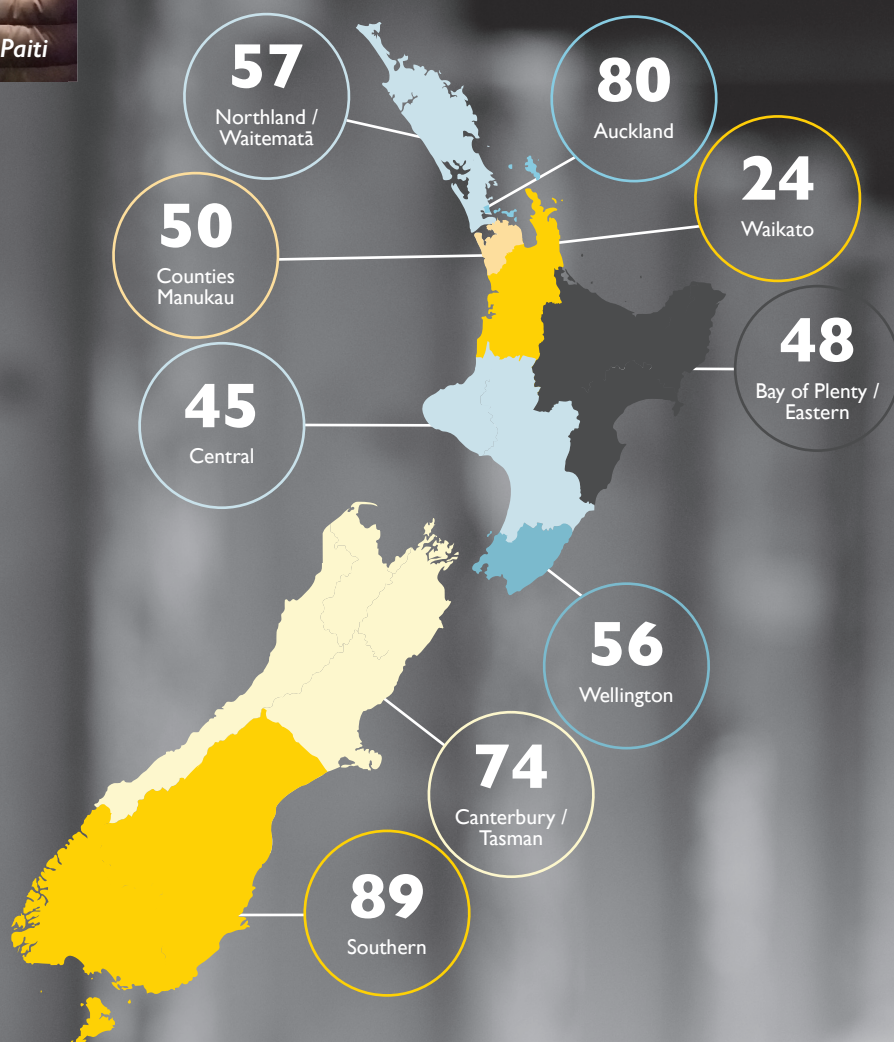 Paiti
57
Northland /
Waitematā
80
Auckland
24
Waikato
50
Counties
Manukau
48
Bay of Plenty /
Eastern
45
Central
56
Wellington
74
Canterbury /
Tasman
89
Southern